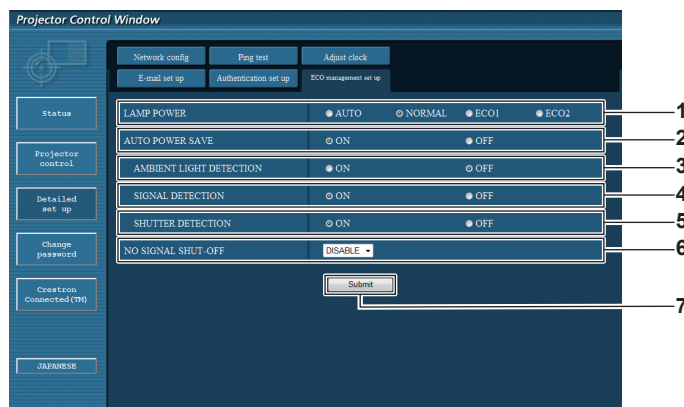 Projector Control Window
Network config Ping test Adjust clock
E-mail set up Authentication set up ECO management set up
Status
Projector
control
Detailed
set up
Change
password
Crestron
Connected(TM)
JAPANESE
LAMP POWER AUTO NORMAL ECO1 ECO2 1
AUTO POWER SAVE ON OFF 2
AMBIENT LIGHT DETECTION ON OFF 3
SIGNAL DETECTION ON OFF 4
SHUTTER DETECTION ON OFF 5
NO SIGNAL SHUT-OFF DISABLE 6
Submit 7